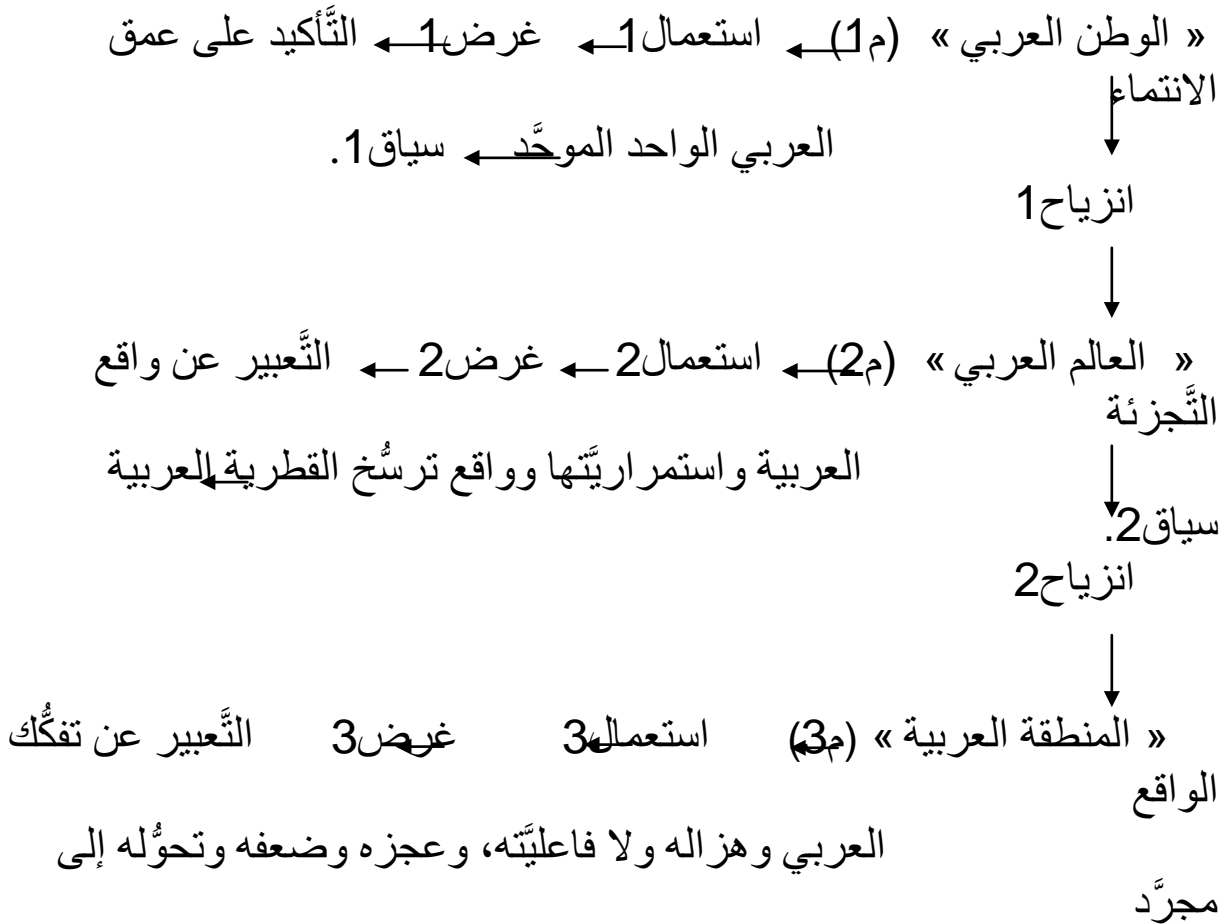 « الوطن العربي » (م1) استعمال1 غرض1 التَّأكيد على عمق
الانتماء
العربي الواحد الموحَّد سياق1.
انزياح1
« العالم العربي » (م2) استعمال2 غرض2 التَّعبير عن واقع
التَّجزئة
العربية واستمراريَّتها وواقع ترسُّخ القطرية العربية
سياق2.
انزياح2
« المنطقة العربية » (م3) استعمال3 غرض3 التَّعبير عن تفكُّك
الواقع
العربي وهزاله ولا فاعليَّته، وعجزه وضعفه وتحوُّله إلى
مجرَّد